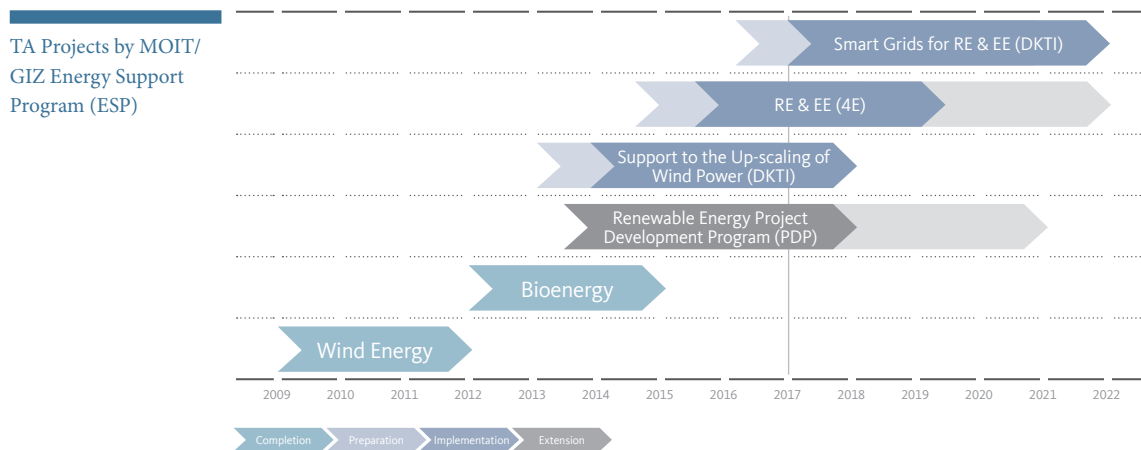 TA Projects by MOIT/
GIZ Energy Support
Program (ESP)
Smart Grids for RE & EE (DKTI)
RE & EE (4E)
Support to the Up-scaling of
Wind Power (DKTI)
Renewable Energy Project
Development Program (PDP)
Bioenergy
Wind Energy
2009 2010 2011 2012 2013 2014 2015 2016 2017 2018 2019 2020 2021 2022
Completion Preparation Implementation Extension